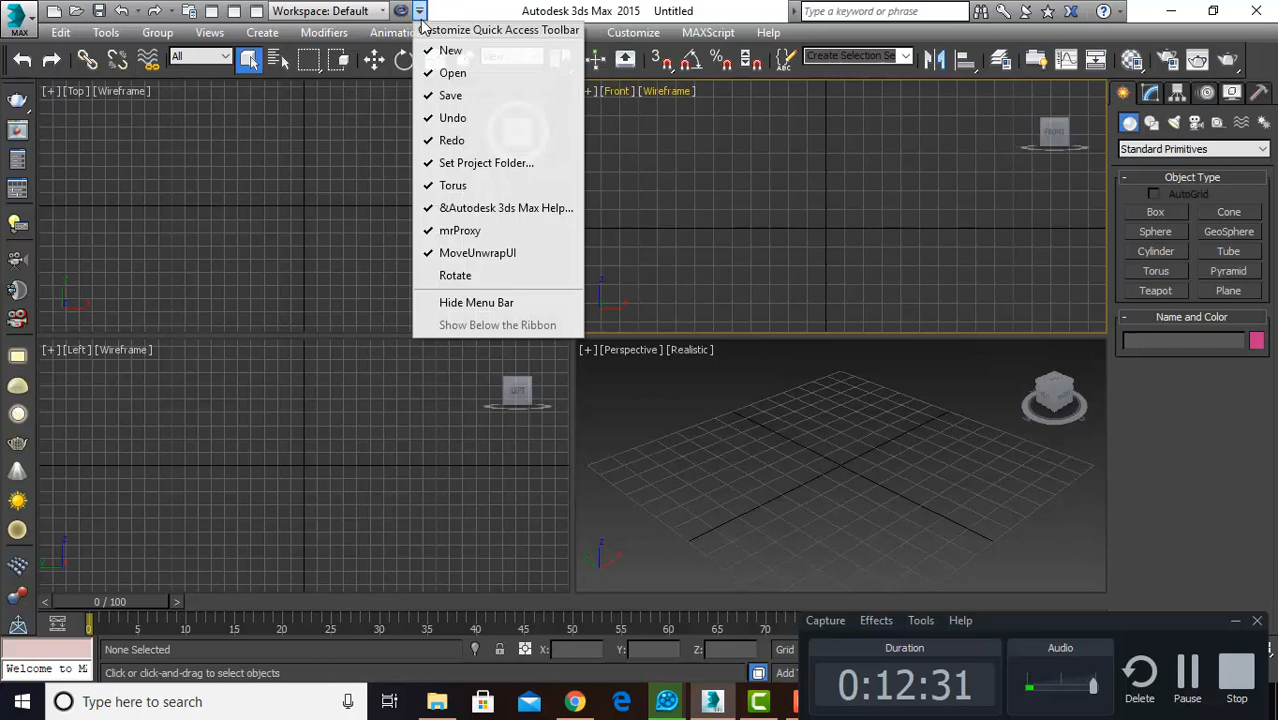 Workspace: Default
Autodesk 3ds Max 2015
Untitled
Type a keyword or phrase
MAX
Edit
Tools
Group
Views
Create
Modifiers
Animatio
Customize
MAXScript
Help
Customize Quick Access Toolbar
New
Open
Save
Undo
Redo
Set Project Folder...
Torus
&Autodesk 3ds Max Help...
mrProxy
MoveUnwrapUI
Rotate
Hide Menu Bar
Show Below the Ribbon
All
View
Create Selection Se
[+] [Top] [Wireframe]
[+] [Front] [Wireframe]
FRONT
[+] [Left] [Wireframe]
LEFT
[+] [Perspective] [Realistic]
Standard Primitives
Object Type
AutoGrid
Box
Cone
Sphere
GeoSphere
Cylinder
Tube
Torus
Pyramid
Teapot
Plane
Name and Color
0 / 100
0 5 10 15 20 25 30 35 40 45 50 55 60 65 70
None Selected
X:
Y:
Z:
Grid
Welcome to M
Click or click-and-drag to select objects
Capture
Effects
Tools
Help
Duration
0:12:31
Audio
Delete
Pause
Stop
Type here to search